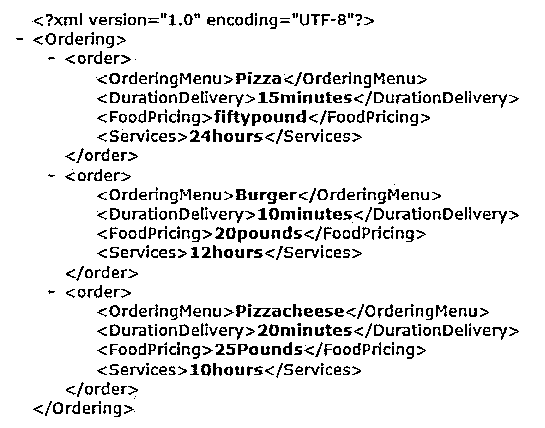 <?xml version="1.0" encoding="UTF-8"?>
- <Ordering>
- <order>
<OrderingMenu>Pizza</OrderingMenu>
<DurationDelivery>15minutes</DurationDelivery>
<FoodPricing>fiftypound</FoodPricing>
<Services>24hours</Services>
</order>
- <order>
<OrderingMenu>Burger</OrderingMenu>
<DurationDelivery>10minutes</DurationDelivery>
<FoodPricing>20pounds</FoodPricing>
<Services>12hours</Services>
</order>
- <order>
<OrderingMenu>Pizzacheese</OrderingMenu>
<DurationDelivery>20minutes</DurationDelivery>
<FoodPricing>25Pounds</FoodPricing>
<Services>10hours</Services>
</order>
</Ordering>